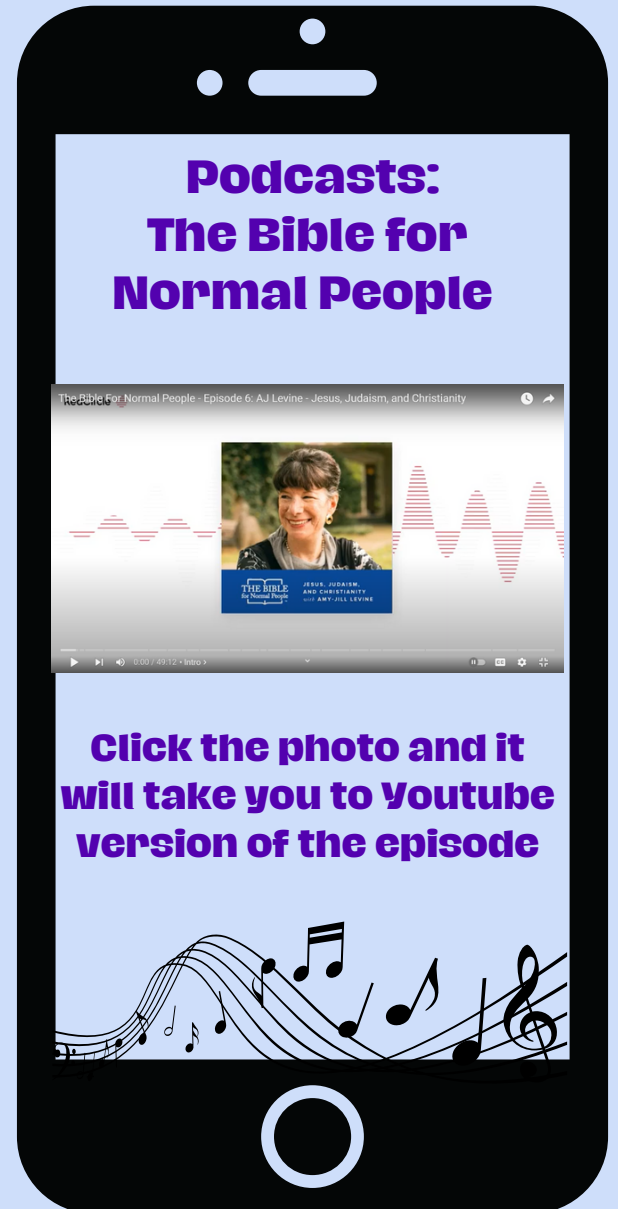 Podcasts:
The Bible for
Normal People
The Bible For Normal People - Episode 6: AJ Levine - Jesus, Judaism, and Christianity
RedCircle
THE BIBLE
for Normal People
JESUS, JUDAISM,
AND CHRISTIANITY
with AMY-JILL LEVINE
0:00 / 49:12 • Intro >
CC
Click the photo and it
will take you to Youtube
version of the episode